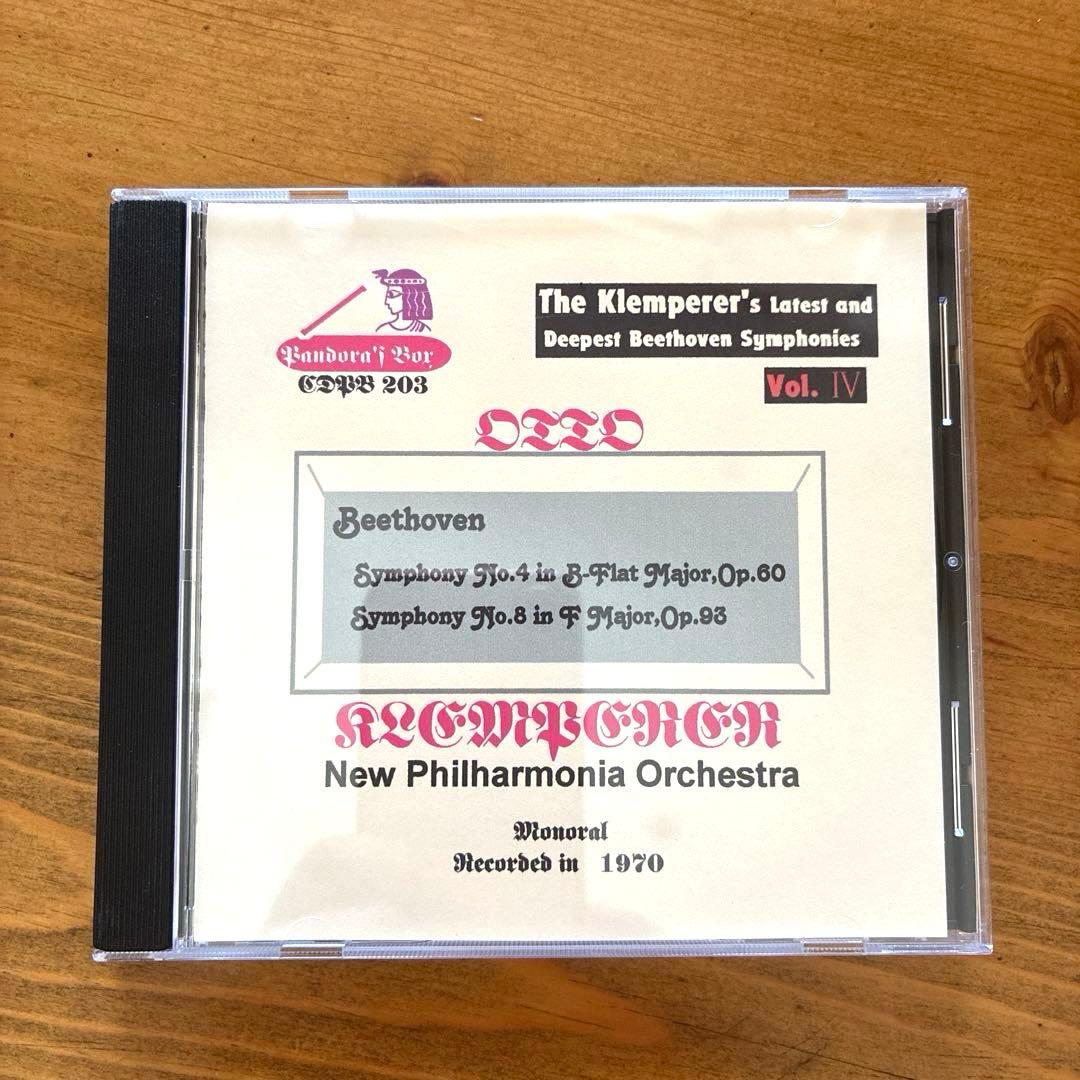 Pandora's Box
CDPB 203
The Klemperer's Latest and
Deepest Beethoven Symphonies
Vol. IV
OTTO
Beethoven
Symphony No.4 in B-Flat Major,Op.60
Symphony No.8 in F Major,Op.93
KLEMPERER
New Philharmonia Orchestra
Monoral
Recorded in 1970